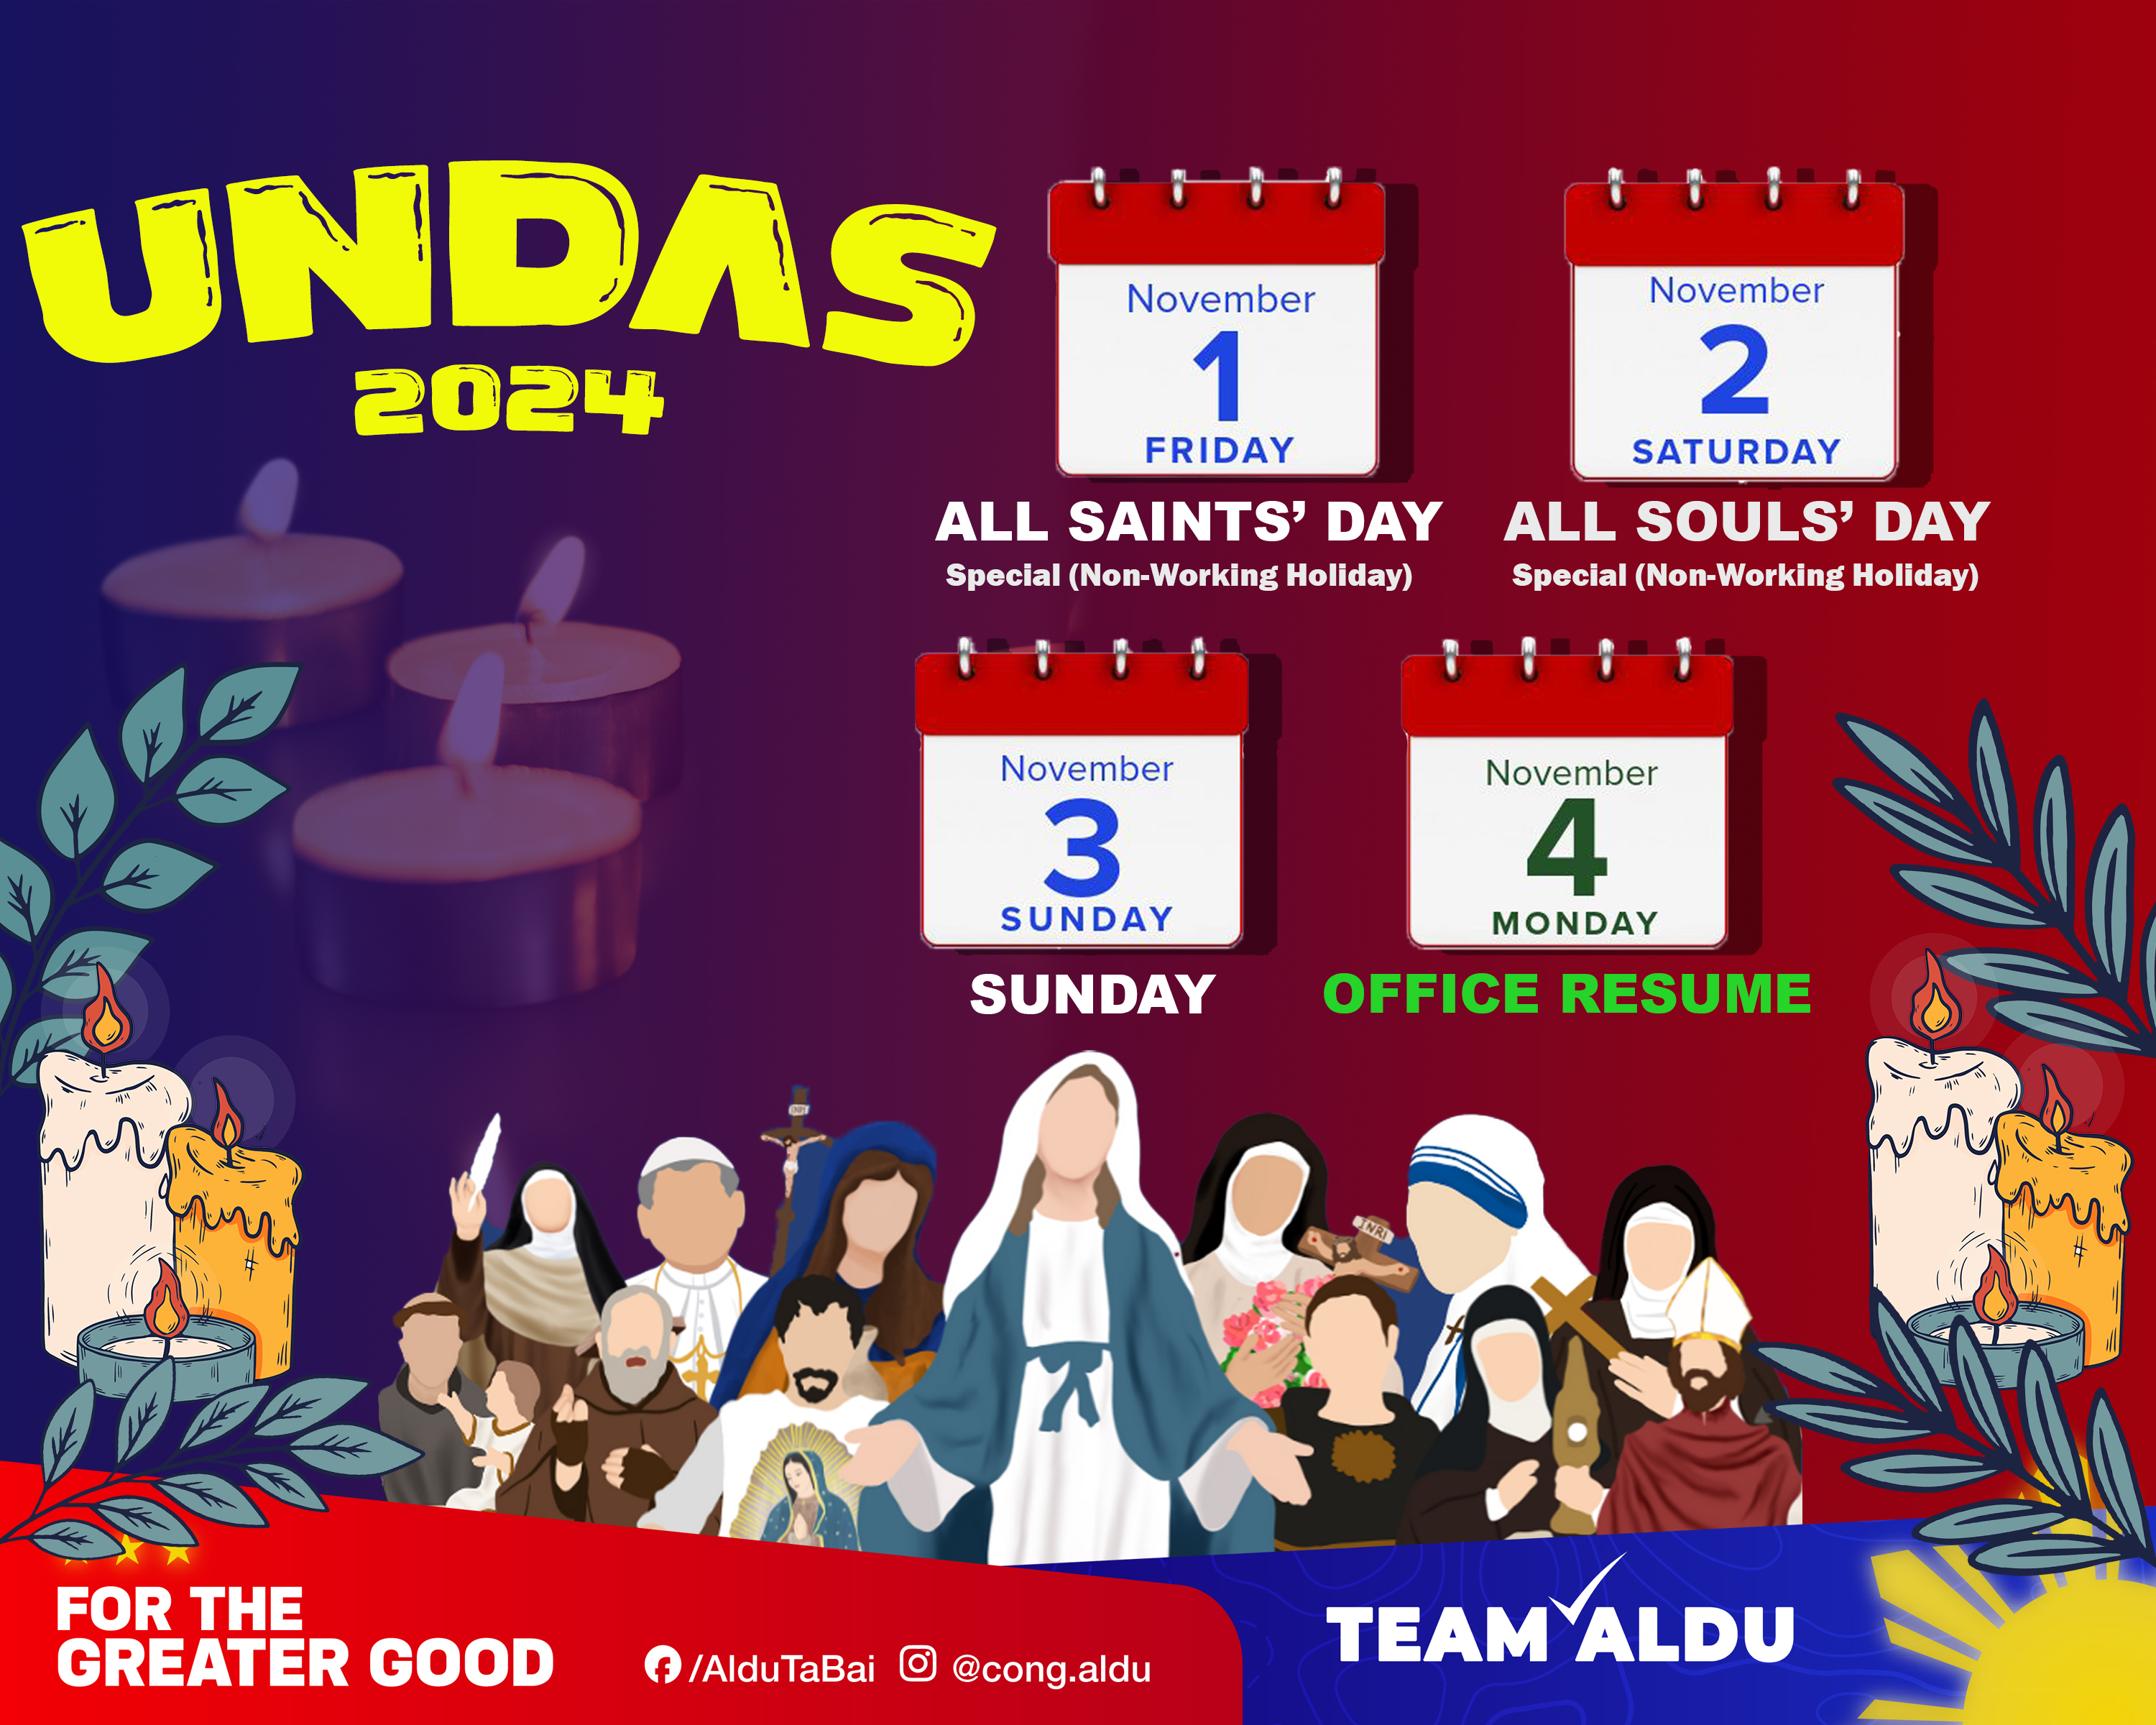 UNDAS
2024
November
1
FRIDAY
ALL SAINTS’ DAY
Special (Non-Working Holiday)
November
2
SATURDAY
ALL SOULS’ DAY
Special (Non-Working Holiday)
November
3
SUNDAY
SUNDAY
November
4
MONDAY
OFFICE RESUME
INRI
INRI
FOR THE
GREATER GOOD
/AlduTaBai
@cong.aldu
TEAM ALDU